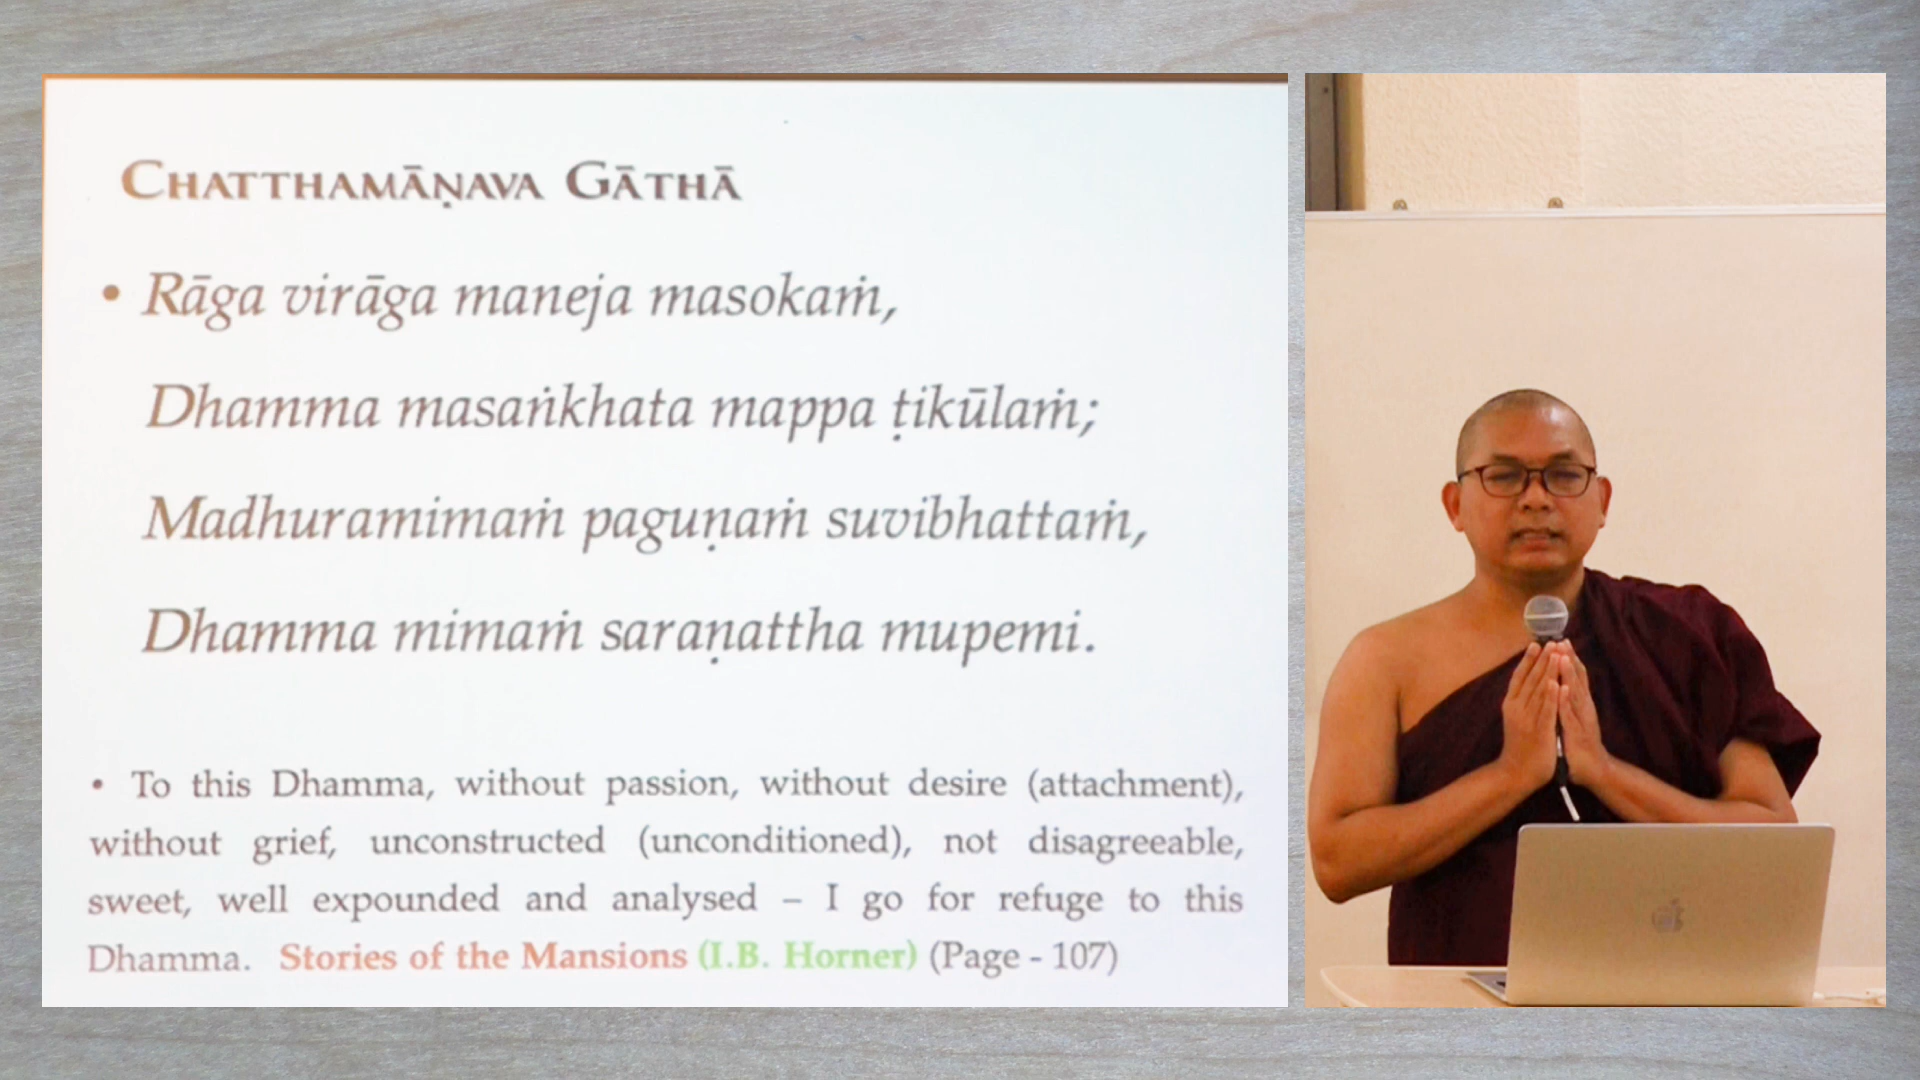 CHATTHAMĀṆAVA GĀTHĀ
• Rāga virāga maneja masokaṁ,
Dhamma masaṅkhata mappa ṭikūlaṁ;
Madhuramimaṁ paguṇaṁ suvibhattaṁ,
Dhamma mimaṁ saraṇattha mupemi.
• To this Dhamma, without passion, without desire (attachment),
without grief, unconstructed (unconditioned), not disagreeable,
sweet, well expounded and analysed – I go for refuge to this
Dhamma. Stories of the Mansions (I.B. Horner) (Page - 107)